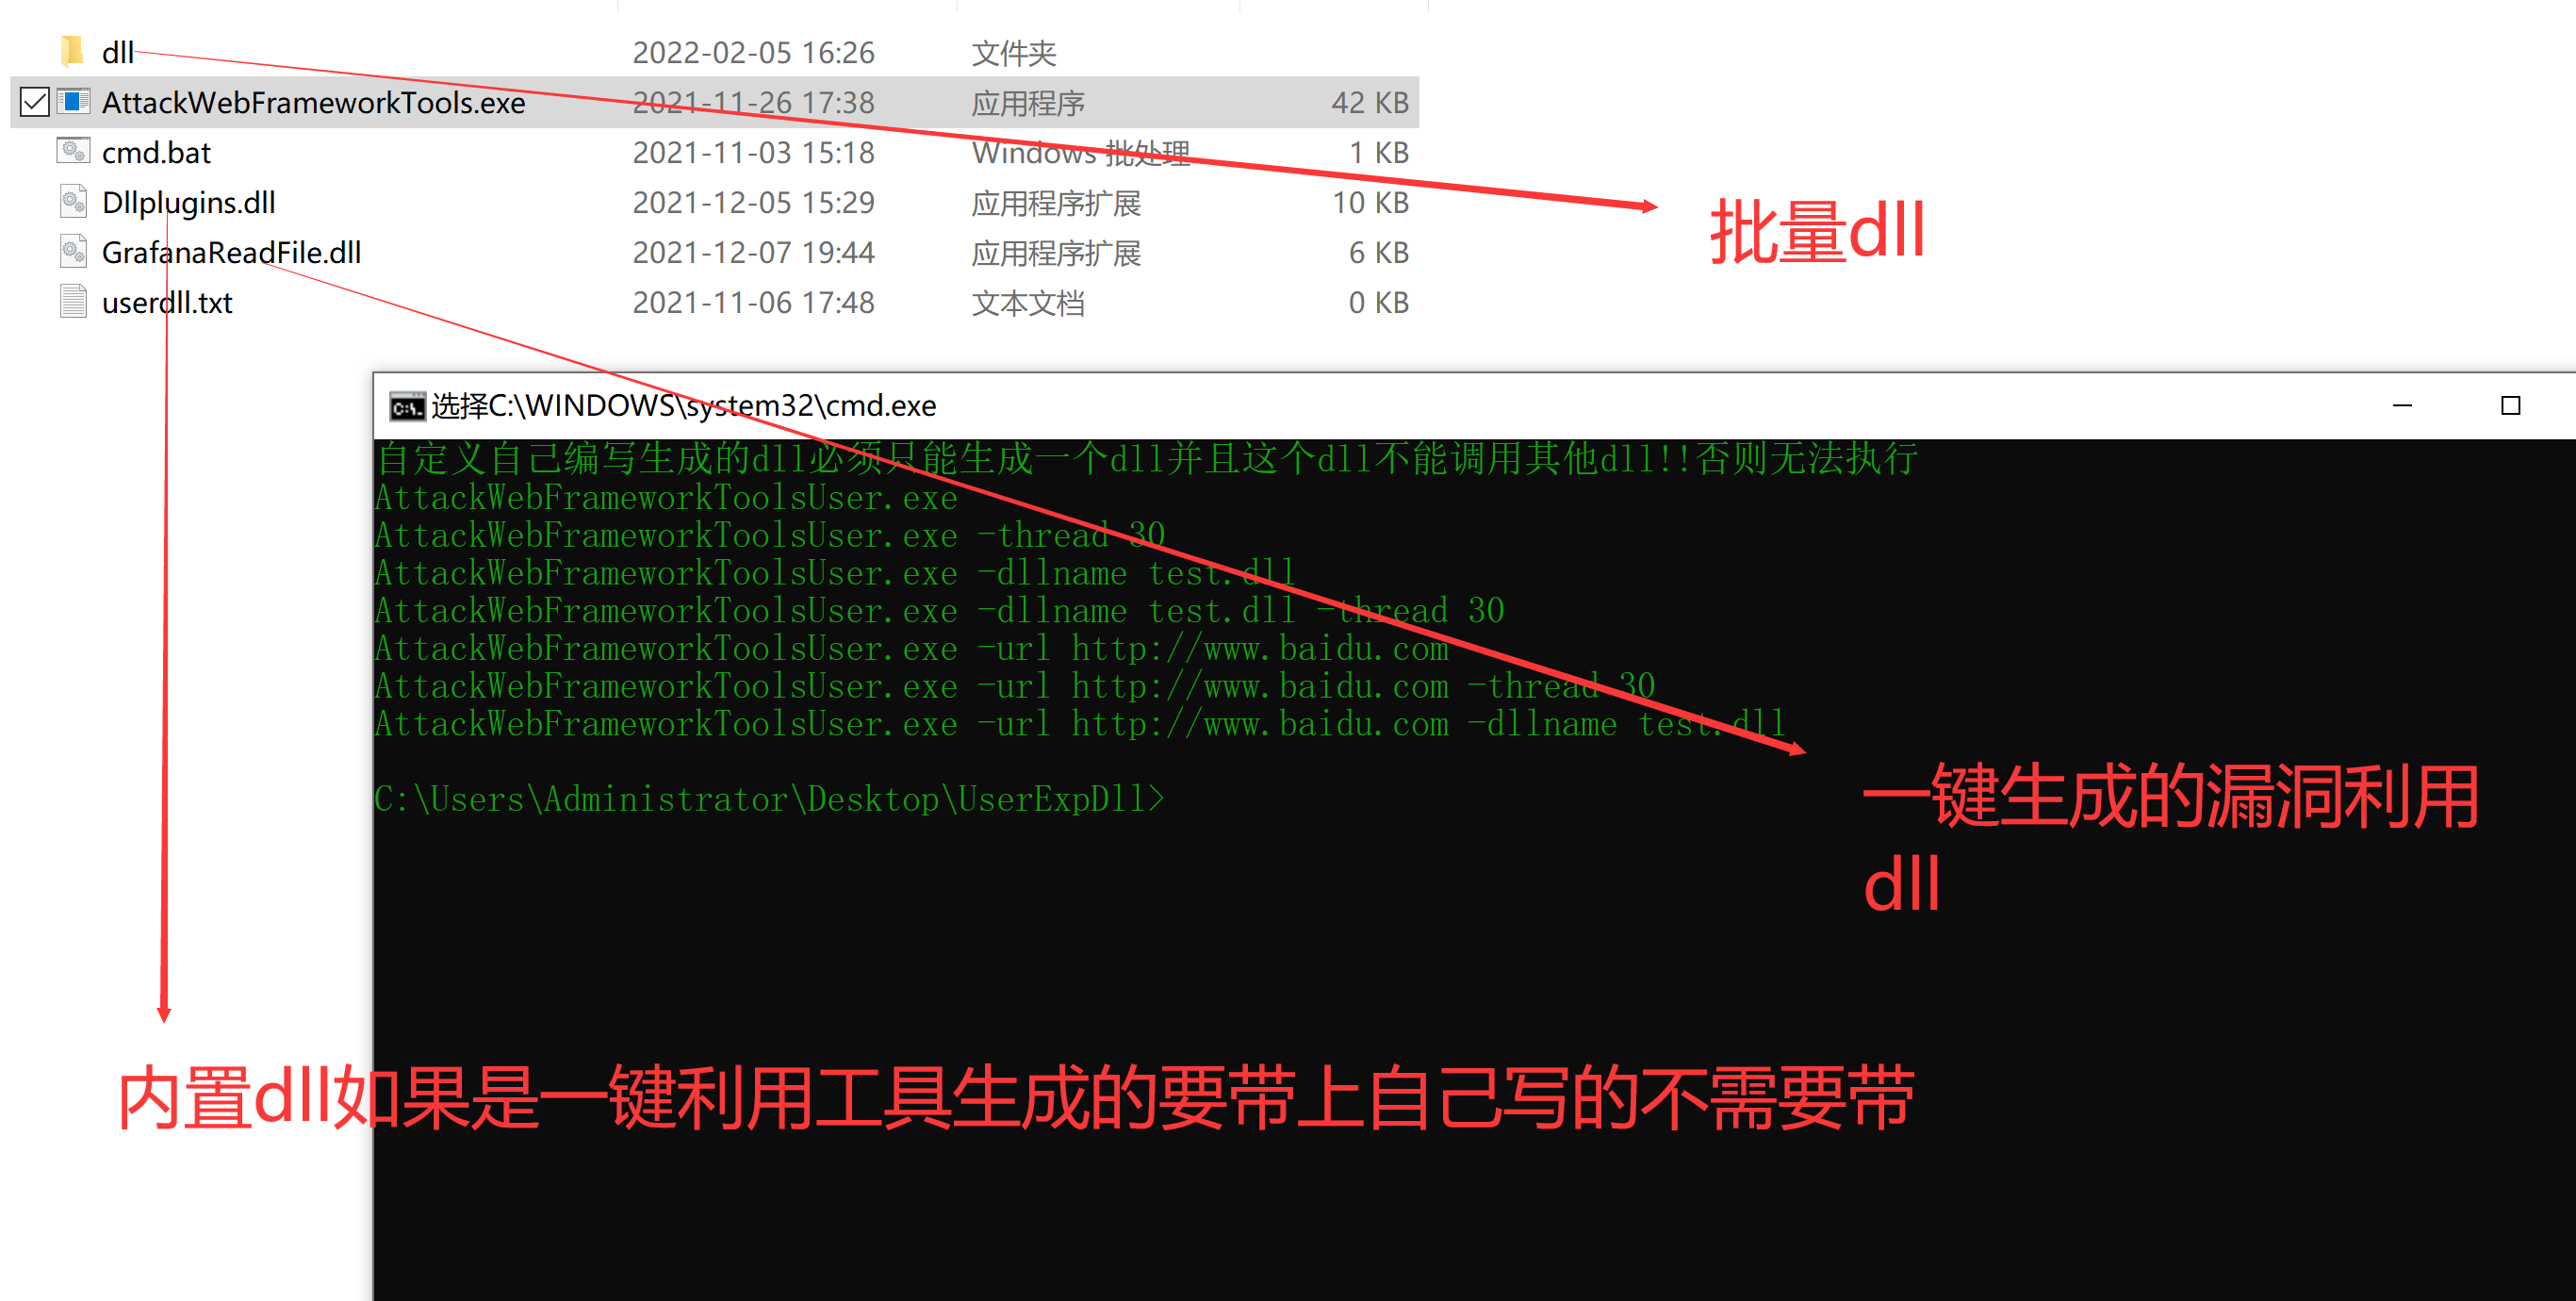 dll 2022-02-05 16:26 文件夹
AttackWebFrameworkTools.exe 2021-11-26 17:38 应用程序 42 KB
cmd.bat 2021-11-03 15:18 Windows 批处理 1 KB
Dllplugins.dll 2021-12-05 15:29 应用程序扩展 10 KB
GrafanaReadFile.dll 2021-12-07 19:44 应用程序扩展 6 KB
userdll.txt 2021-11-06 17:48 文本文档 0 KB
批量dll
选择C:\WINDOWS\system32\cmd.exe
自定义自己编写生成的dll必须只能生成一个dll并且这个dll不能调用其他dll!!否则无法执行
AttackWebFrameworkToolsUser.exe
AttackWebFrameworkToolsUser.exe -thread 30
AttackWebFrameworkToolsUser.exe -dllname test.dll
AttackWebFrameworkToolsUser.exe -dllname test.dll -thread 30
AttackWebFrameworkToolsUser.exe -url http://www.baidu.com
AttackWebFrameworkToolsUser.exe -url http://www.baidu.com -thread 30
AttackWebFrameworkToolsUser.exe -url http://www.baidu.com -dllname test.dll
C:\Users\Administrator\Desktop\UserExpDll>
一键生成的漏洞利用
dll
内置dll如果是一键利用工具生成的要带上自己写的不需要带